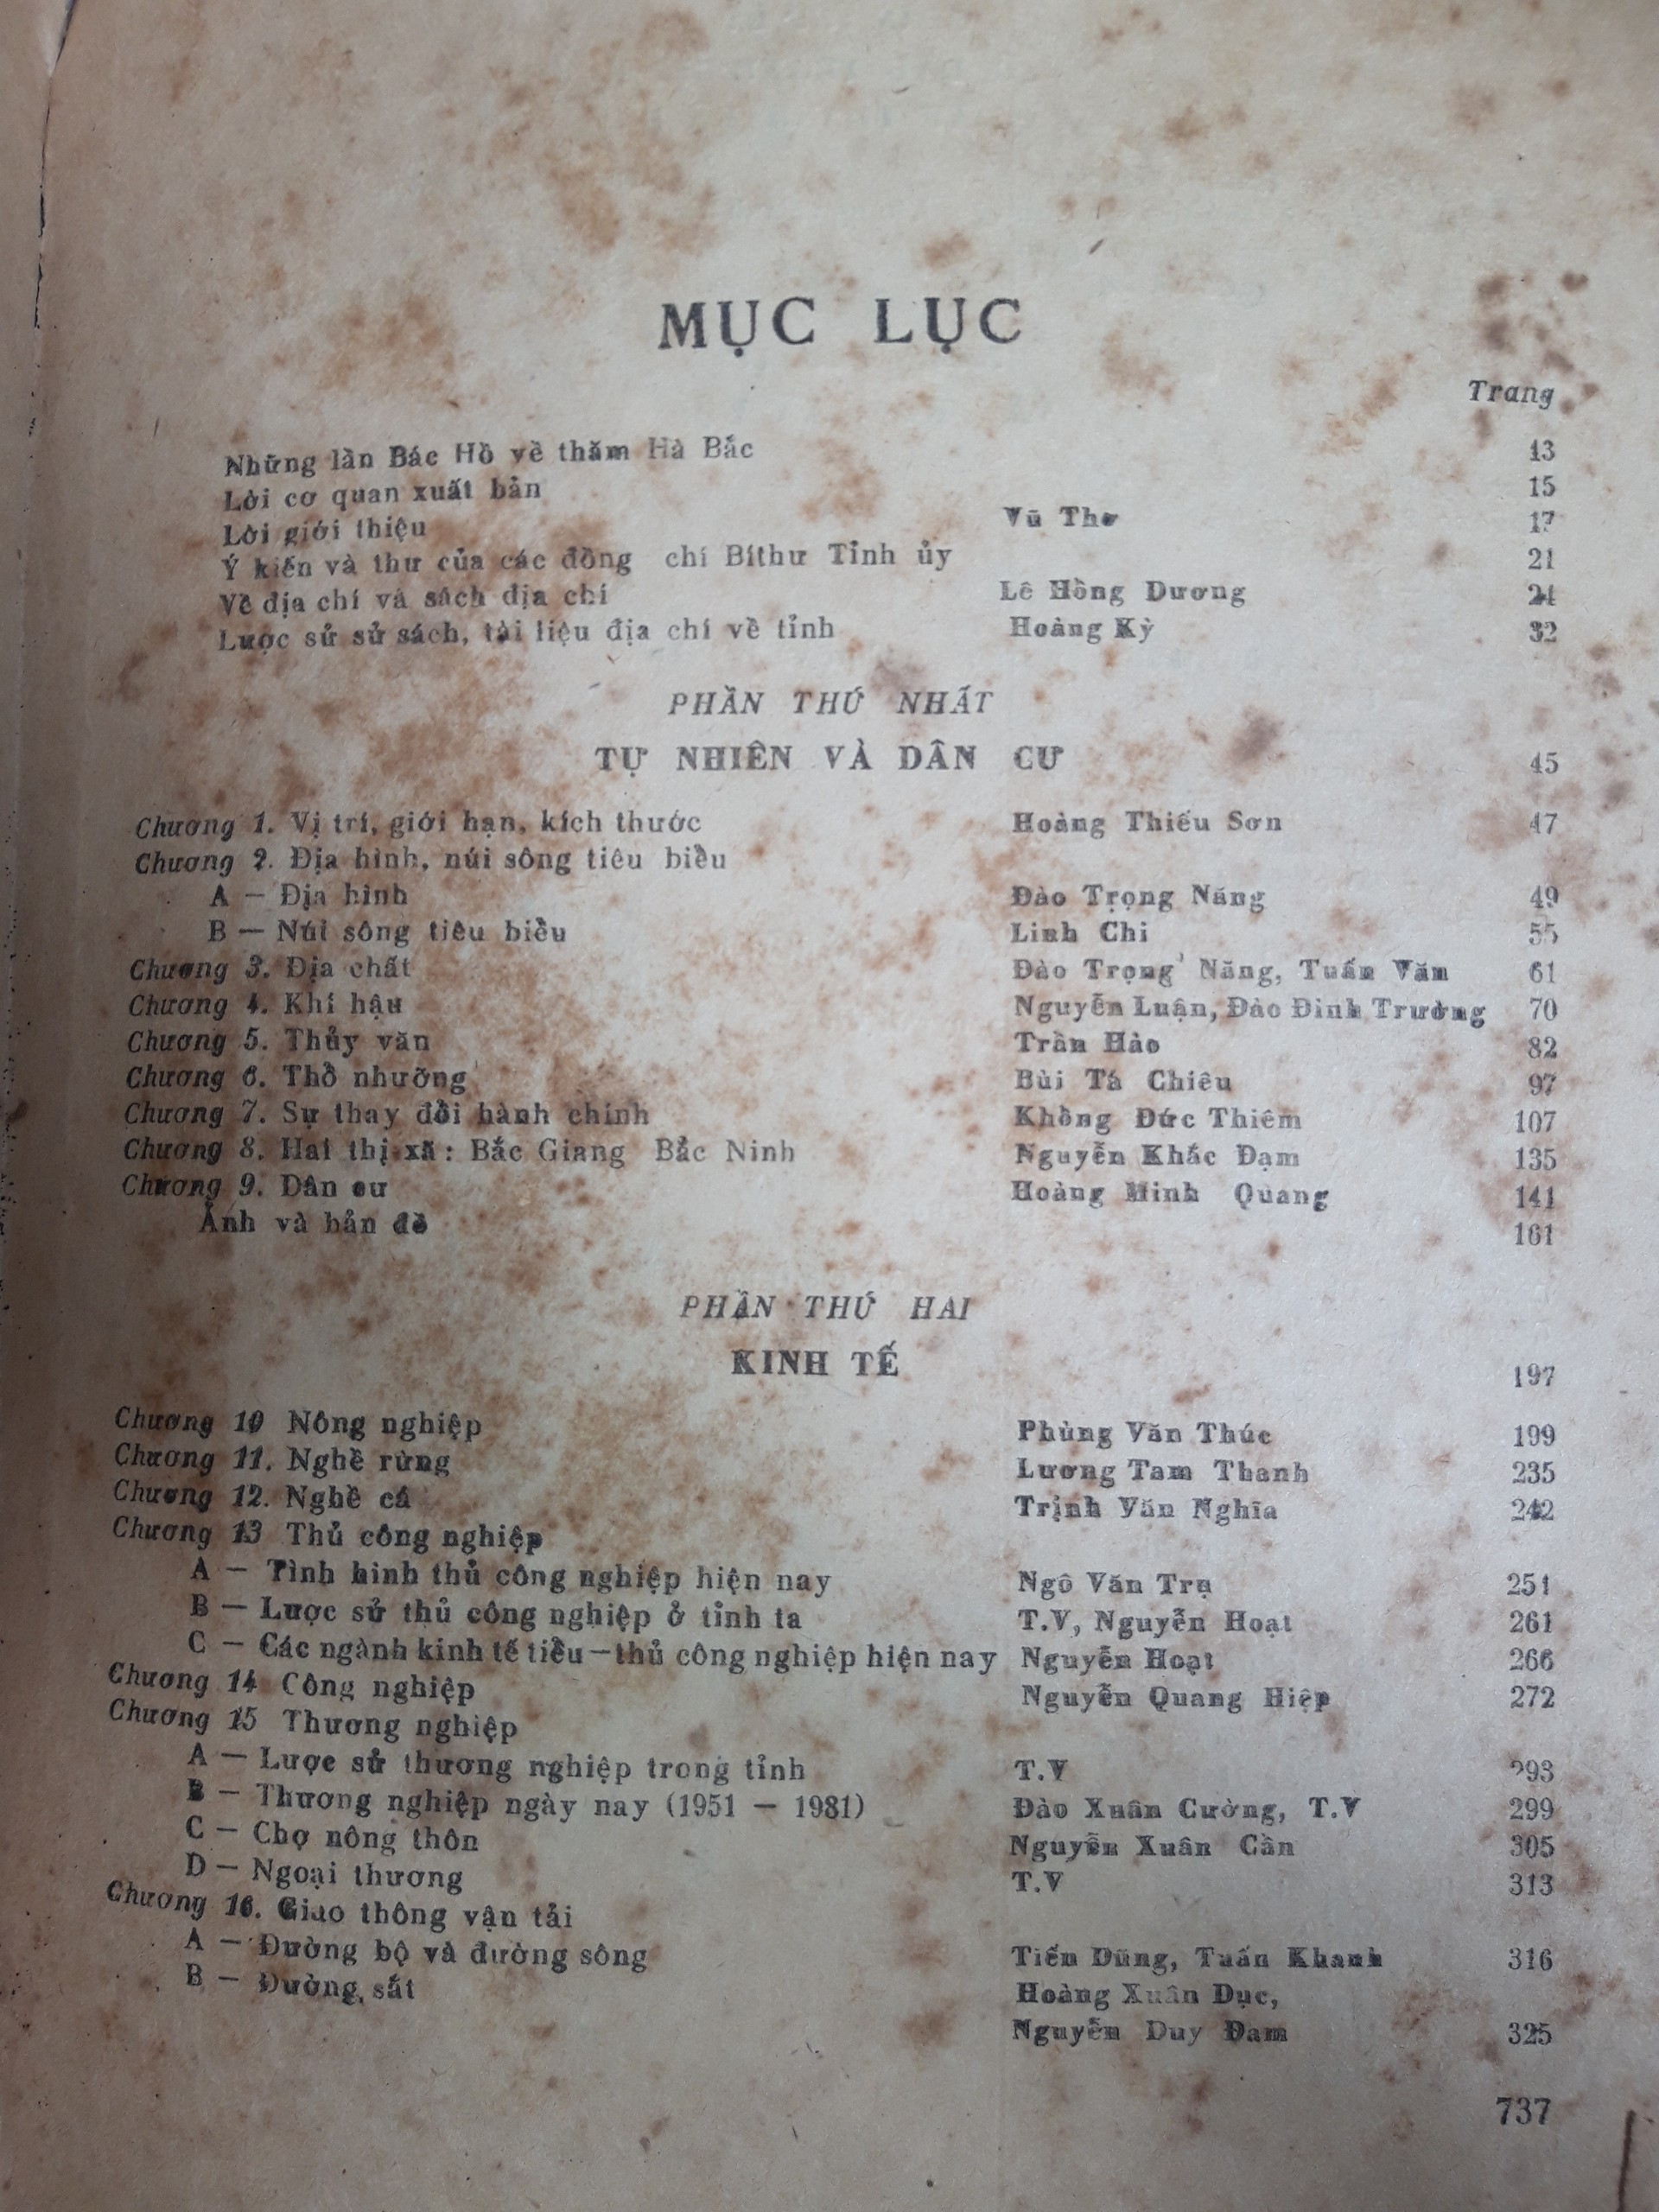 MỤC LỤC
Trang
Những lần Bác Hồ về thăm Hà Bắc 13
Lời cơ quan xuất bản 15
Lời giới thiệu Vũ Thơ 17
Ý kiến và thư của các đồng chí Bíthư Tỉnh ủy 21
Về địa chí và sách địa chí Lê Hồng Dương 24
Lược sử sử sách, tài liệu địa chí về tỉnh Hoàng Kỳ 32
PHẦN THỨ NHẤT
TỰ NHIÊN VÀ DÂN CƯ 45
Chương 1. Vị trí, giới hạn, kích thước Hoàng Thiếu Sơn 47
Chương 2. Địa hình, núi sông tiêu biểu
A — Địa hình Đào Trọng Năng 49
B — Núi sông tiêu biểu Linh Chi 55
Chương 3. Địa chất Đào Trọng Năng, Tuấn Văn 61
Chương 4. Khí hậu Nguyễn Luận, Đào Đình Trường 70
Chương 5. Thủy văn Trần Hảo 82
Chương 6. Thổ nhưỡng Bùi Tá Chiêu 97
Chương 7. Sự thay đổi hành chính Khổng Đức Thiêm 107
Chương 8. Hai thị xã : Bắc Giang Bắc Ninh Nguyễn Khắc Đạm 135
Chương 9. Dân cư Hoàng Minh Quang 141
Ảnh và bản đồ 161
PHẦN THỨ HAI
KINH TẾ 197
Chương 10 Nông nghiệp Phùng Văn Thúc 199
Chương 11. Nghề rừng Lương Tam Thanh 235
Chương 12. Nghề cá Trịnh Văn Nghĩa 242
Chương 13 Thủ công nghiệp
A — Tình hình thủ công nghiệp hiện nay Ngô Văn Trụ 251
B — Lược sử thủ công nghiệp ở tỉnh ta T.V, Nguyễn Hoạt 261
C — Các ngành kinh tế tiểu—thủ công nghiệp hiện nay Nguyễn Hoạt 266
Chương 14 Công nghiệp Nguyễn Quang Hiệp 272
Chương 15 Thương nghiệp
A — Lược sử thương nghiệp trong tỉnh T.V 293
B — Thương nghiệp ngày nay (1951 — 1981) Đào Xuân Cường, T.V 299
C — Chợ nông thôn Nguyễn Xuân Cần 305
D — Ngoại thương T.V 313
Chương 16. Giao thông vận tải
A — Đường bộ và đường sông Tiến Dũng, Tuấn Khanh 316
B — Đường sắt Hoàng Xuân Dục,
Nguyễn Duy Đam 325
737